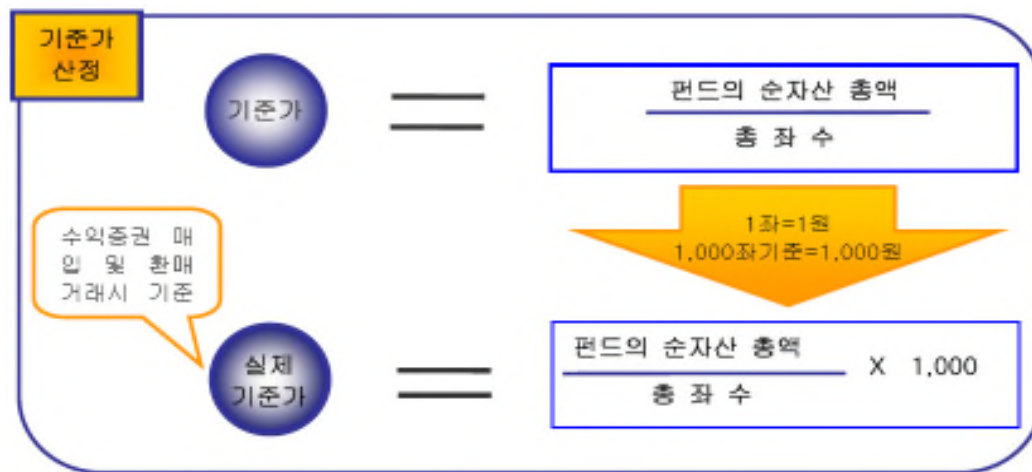 기준가
산정
기준가
펀드의 순자산 총액
총 좌 수
1좌=1원
1,000좌기준=1,000원
수익증권 매
입 및 환매
거래시 기준
실제
기준가
펀드의 순자산 총액
총 좌 수
X 1,000